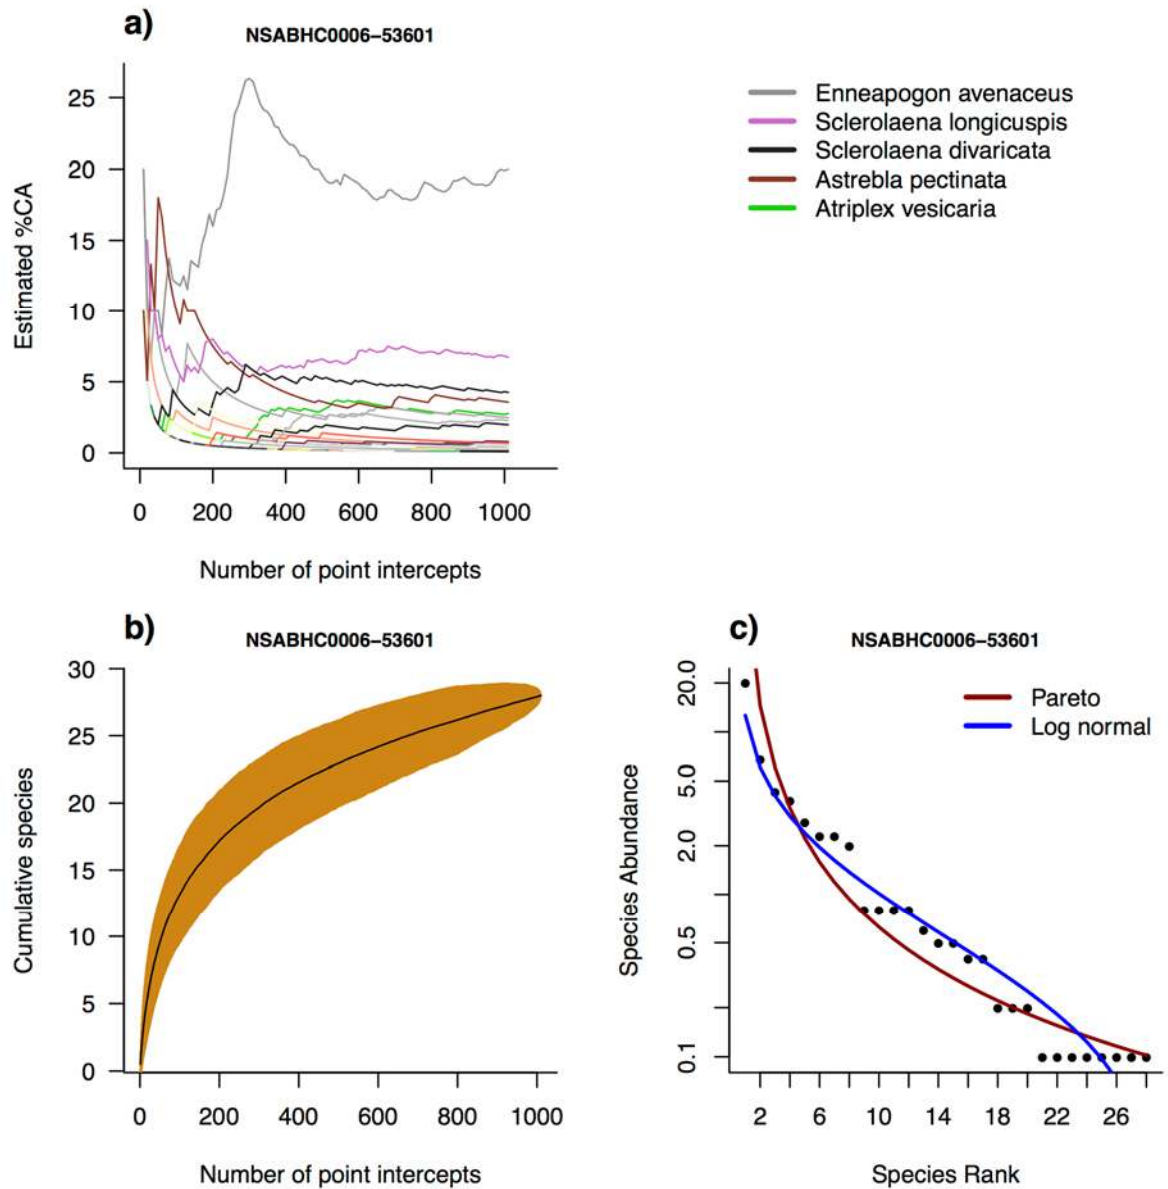 a)
NSABHC0006–53601
Estimated %CA
25
20
15
10
5
0
0 200 400 600 800 1000
Number of point intercepts
Enneapogon avenaceus
Sclerolaena longicuspis
Sclerolaena divaricata
Astrebla pectinata
Atriplex vesicaria
b)
NSABHC0006–53601
Cumulative species
30
25
20
15
10
5
0
0 200 400 600 800 1000
Number of point intercepts
c)
NSABHC0006–53601
Species Abundance
20.0
5.0
2.0
0.5
0.1
Pareto
Log normal
2 6 10 14 18 22 26
Species Rank